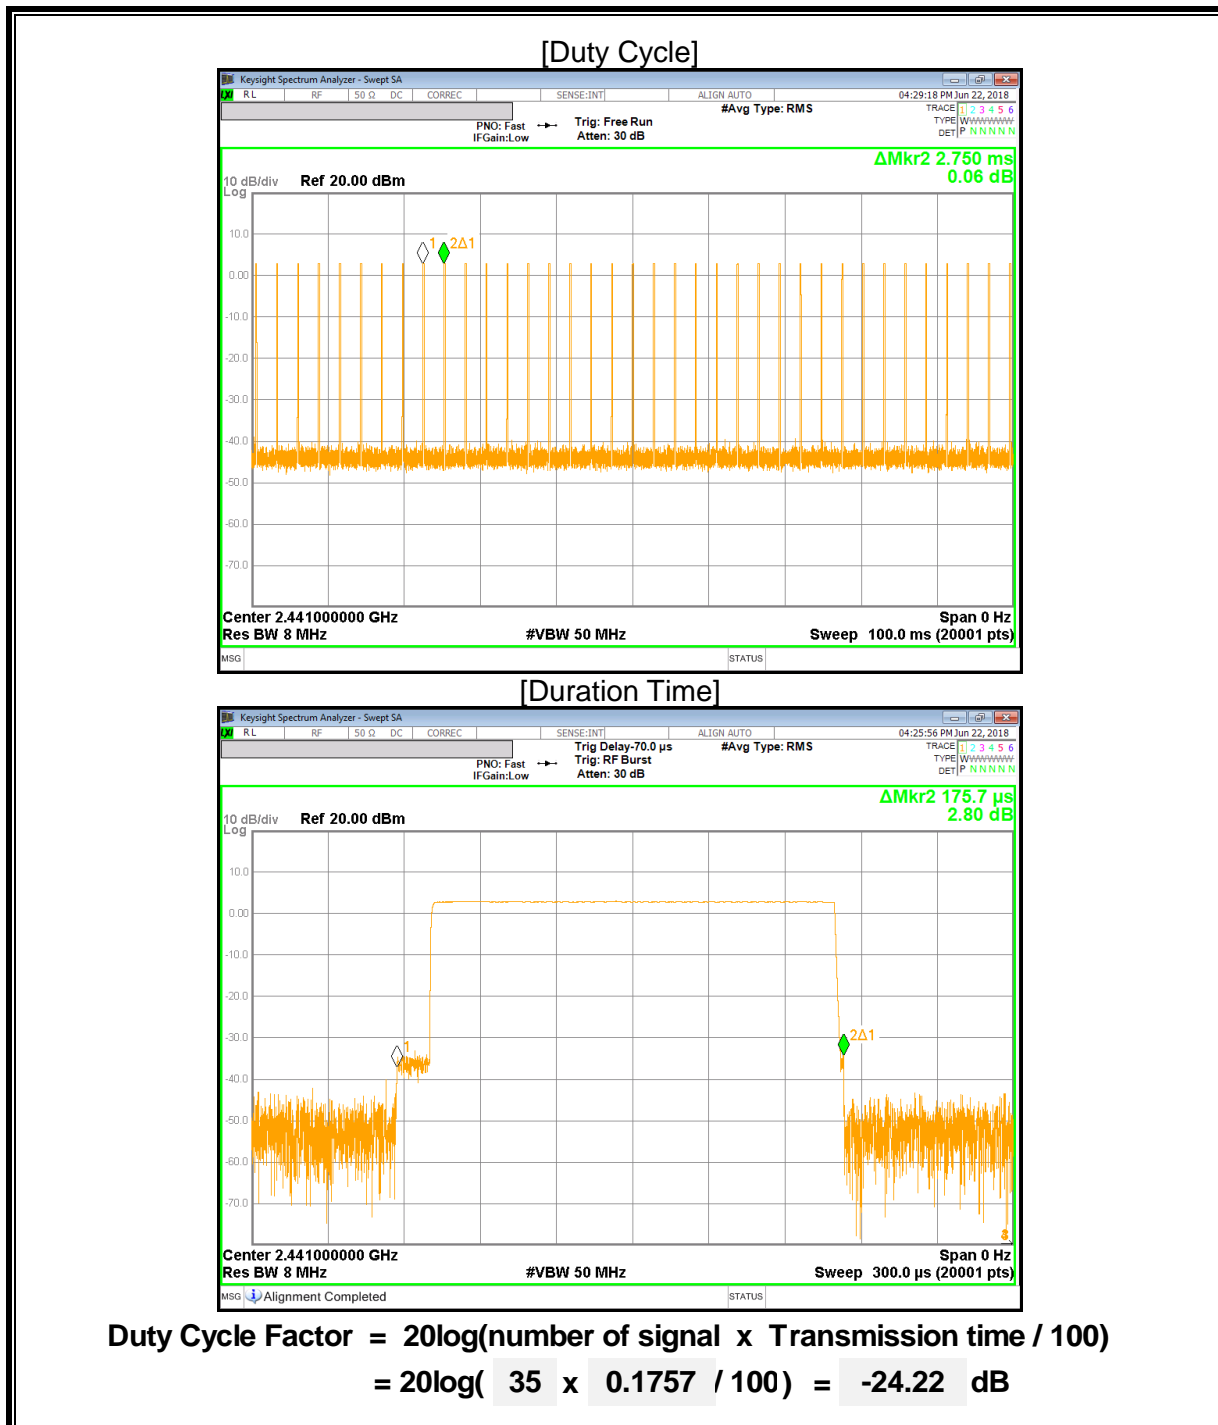 [Duty Cycle]
Keysight Spectrum Analyzer - Swept SA
LXI RL RF 50 Ω DC CORREC SENSE:INT ALIGN AUTO 04:29:18 PM Jun 22, 2018
#Avg Type: RMS TRACE 1 2 3 4 5 6
PNO: Fast Trig: Free Run TYPE W
IFGain:Low Atten: 30 dB DET P N N N N N
ΔMkr2 2.750 ms
0.06 dB
10 dB/div Ref 20.00 dBm
Log
10.0
1 2Δ1
0.00
-10.0
-20.0
-30.0
-40.0
-50.0
-60.0
-70.0
Center 2.441000000 GHz Span 0 Hz
Res BW 8 MHz #VBW 50 MHz Sweep 100.0 ms (20001 pts)
MSG STATUS
[Duration Time]
Keysight Spectrum Analyzer - Swept SA
LXI RL RF 50 Ω DC CORREC SENSE:INT ALIGN AUTO 04:25:56 PM Jun 22, 2018
Trig Delay-70.0 µs #Avg Type: RMS TRACE 1 2 3 4 5 6
PNO: Fast Trig: RF Burst TYPE W
IFGain:Low Atten: 30 dB DET P N N N N N
ΔMkr2 175.7 µs
2.80 dB
10 dB/div Ref 20.00 dBm
Log
10.0
0.00
-10.0
-20.0
-30.0
1 2Δ1
-40.0
-50.0
-60.0
-70.0
Center 2.441000000 GHz Span 0 Hz
Res BW 8 MHz #VBW 50 MHz Sweep 300.0 µs (20001 pts)
MSG Alignment Completed STATUS
Duty Cycle Factor = 20log(number of signal x Transmission time / 100)
= 20log( 35 x 0.1757 / 100) = -24.22 dB